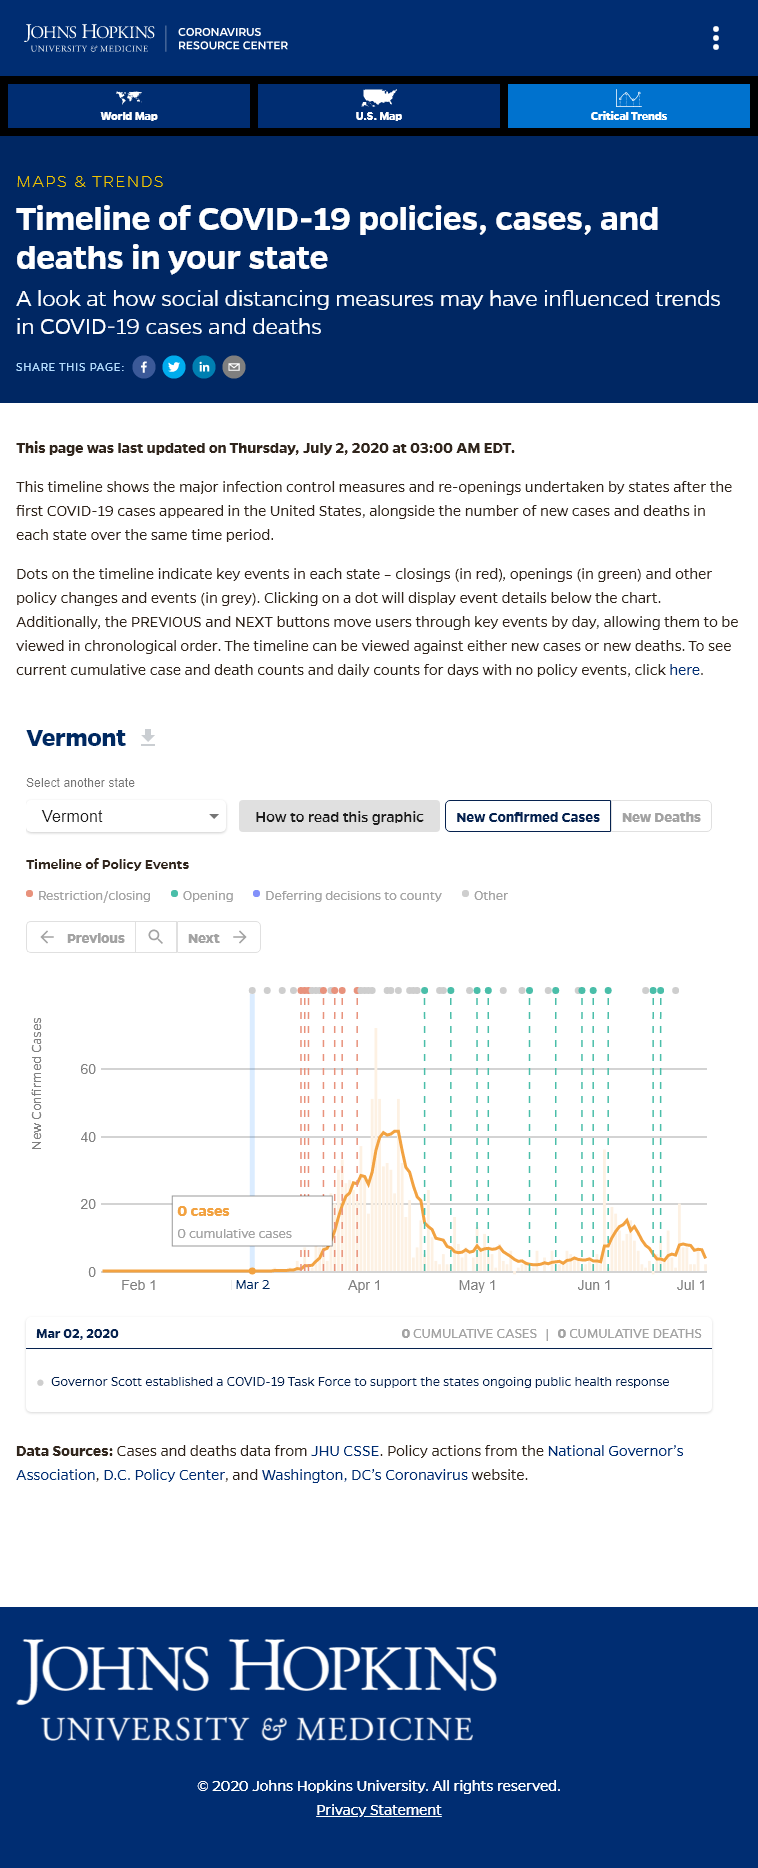 JOHNS HOPKINS
UNIVERSITY & MEDICINE
CORONAVIRUS
RESOURCE CENTER
World Map
U.S. Map
Critical Trends
MAPS & TRENDS
Timeline of COVID-19 policies, cases, and
deaths in your state
A look at how social distancing measures may have influenced trends
in COVID-19 cases and deaths
SHARE THIS PAGE:
This page was last updated on Thursday, July 2, 2020 at 03:00 AM EDT.
This timeline shows the major infection control measures and re-openings undertaken by states after the
first COVID-19 cases appeared in the United States, alongside the number of new cases and deaths in
each state over the same time period.
Dots on the timeline indicate key events in each state – closings (in red), openings (in green) and other
policy changes and events (in grey). Clicking on a dot will display event details below the chart.
Additionally, the PREVIOUS and NEXT buttons move users through key events by day, allowing them to be
viewed in chronological order. The timeline can be viewed against either new cases or new deaths. To see
current cumulative case and death counts and daily counts for days with no policy events, click here.
Vermont
Select another state
Vermont
How to read this graphic
New Confirmed Cases
New Deaths
Timeline of Policy Events
Restriction/closing
Opening
Deferring decisions to county
Other
Previous
Next
New Confirmed Cases
60
40
20
0
0 cases
0 cumulative cases
Feb 1
Mar 2
Apr 1
May 1
Jun 1
Jul 1
Mar 02, 2020
0 CUMULATIVE CASES | 0 CUMULATIVE DEATHS
Governor Scott established a COVID-19 Task Force to support the states ongoing public health response
Data Sources: Cases and deaths data from JHU CSSE. Policy actions from the National Governor's
Association, D.C. Policy Center, and Washington, DC's Coronavirus website.
JOHNS HOPKINS
UNIVERSITY & MEDICINE
© 2020 Johns Hopkins University. All rights reserved.
Privacy Statement